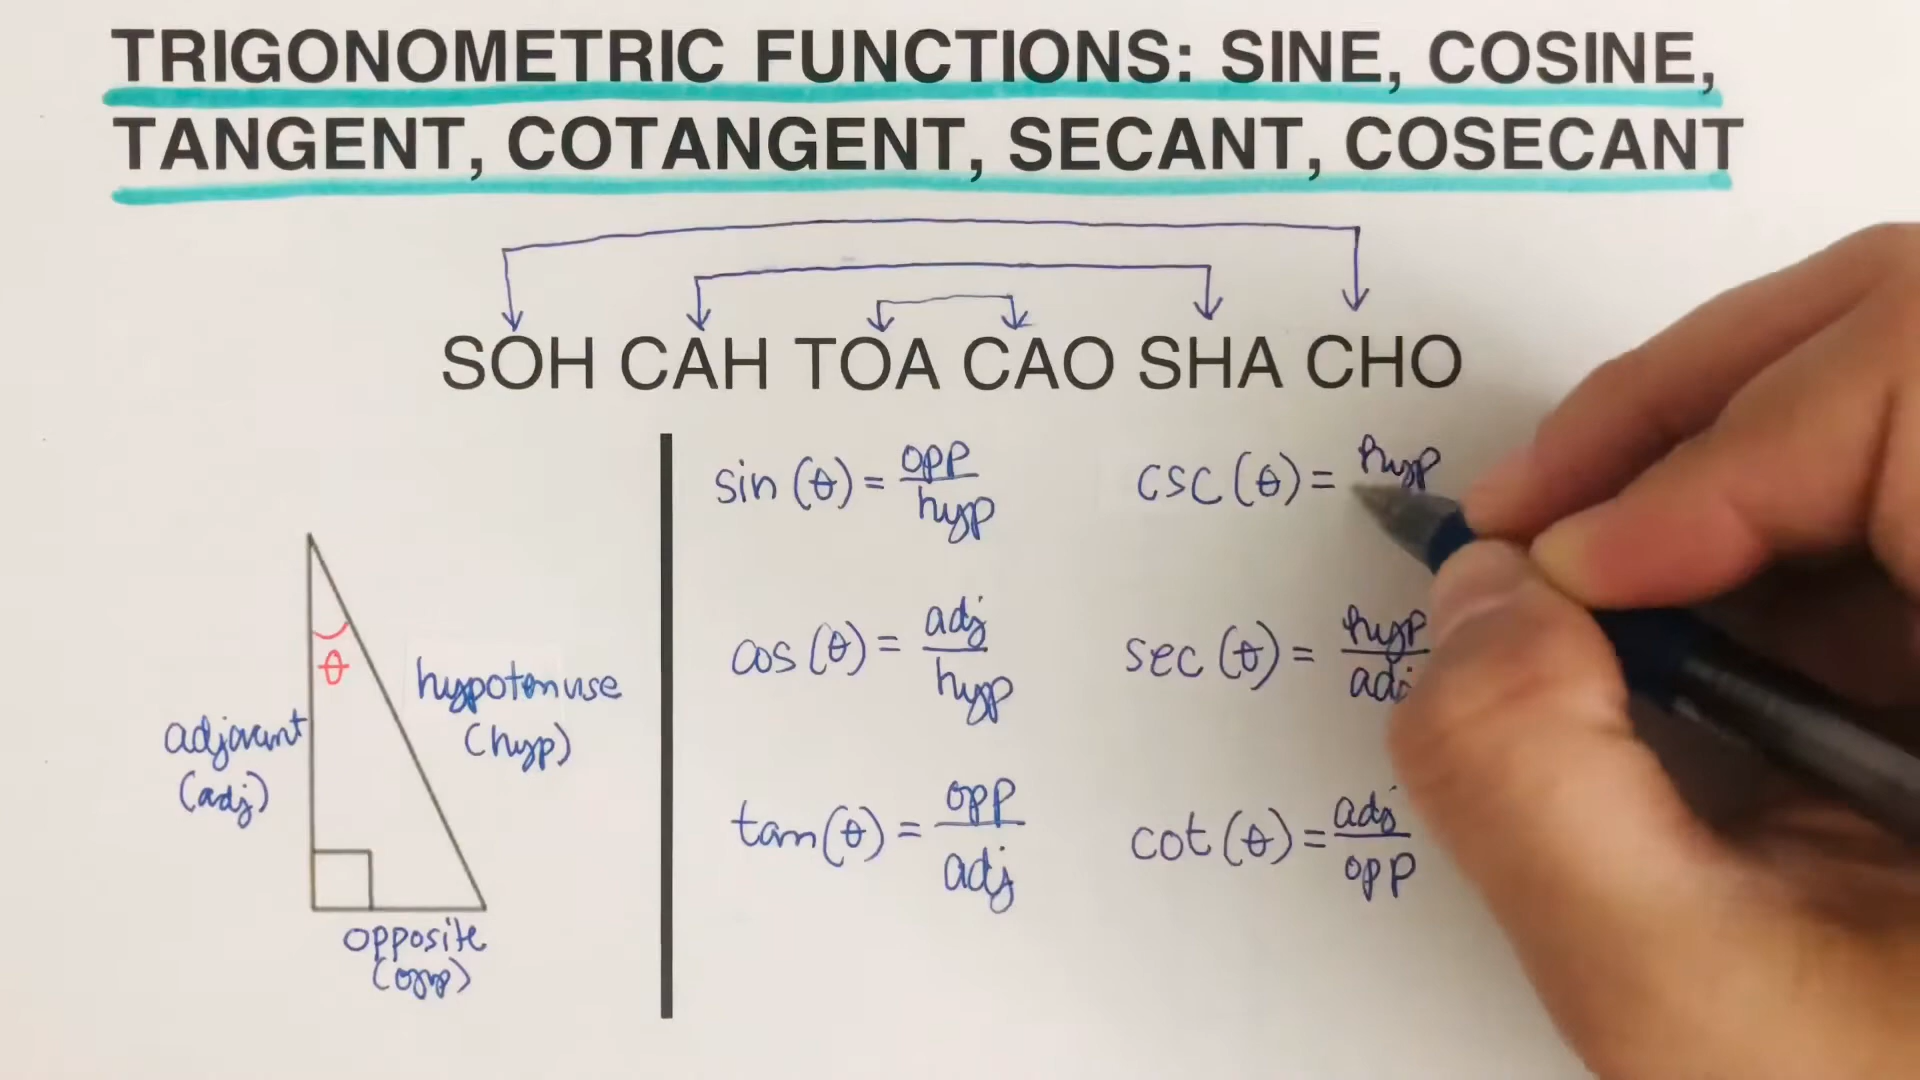 TRIGONOMETRIC FUNCTIONS: SINE, COSINE,
TANGENT, COTANGENT, SECANT, COSECANT
SOH CAH TOA CAO SHA CHO
sin (θ) = opp
hyp
csc (θ) = hyp
cos (θ) = adj
hyp
sec (θ) = hyp
adj
tan (θ) = opp
adj
cot (θ) = adj
opp
θ
hypotenuse
(hyp)
adjacent
(adj)
opposite
(opp)